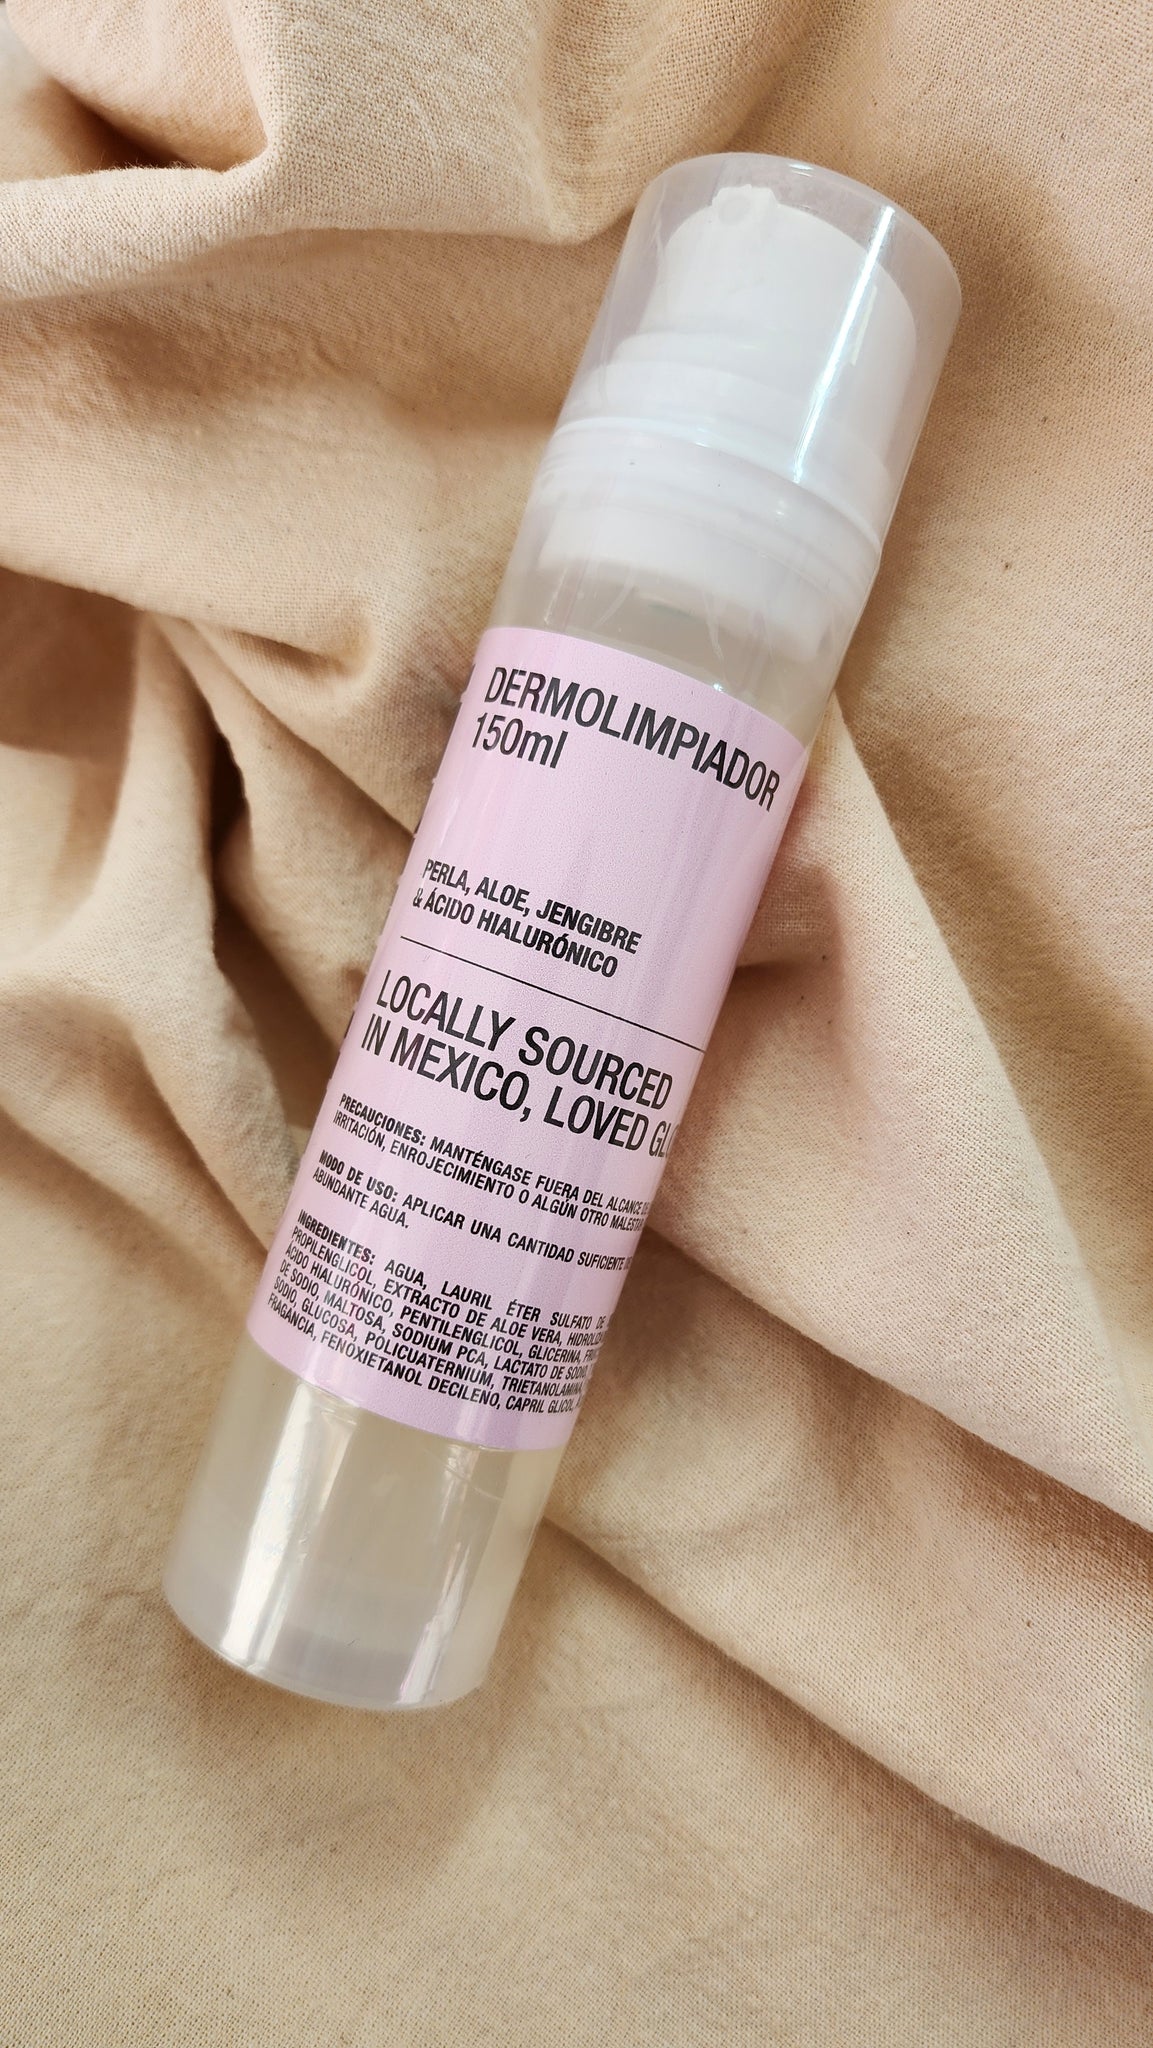 DERMOLIMPIADOR
150ml
PERLA, ALOE, JENGIBRE
& ÁCIDO HIALURÓNICO
LOCALLY SOURCED
IN MEXICO, LOVED
PRECAUCIONES: MANTÉNGASE FUERA DEL ALCANCE
IRRITACIÓN, ENROJECIMIENTO O ALGÚN OTRO
MODO DE USO: APLICAR UNA CANTIDAD SUFICIENTE
ABUNDANTE AGUA.
INGREDIENTES: AGUA, LAURIL ÉTER SULFATO DE
PROPILENGLICOL, EXTRACTO DE ALOE VERA,
ÁCIDO HIALURÓNICO, PENTILENGLICOL, GLICERINA,
DE SODIO, MALTOSA, SODIUM PCA, LACTATO DE SODIO,
SODIO, GLUCOSA, POLICUATERNIUM, TRIETANOLAMINA,
FRAGANCIA, FENOXIETANOL DECILENO, CAPRIL GLICOL,